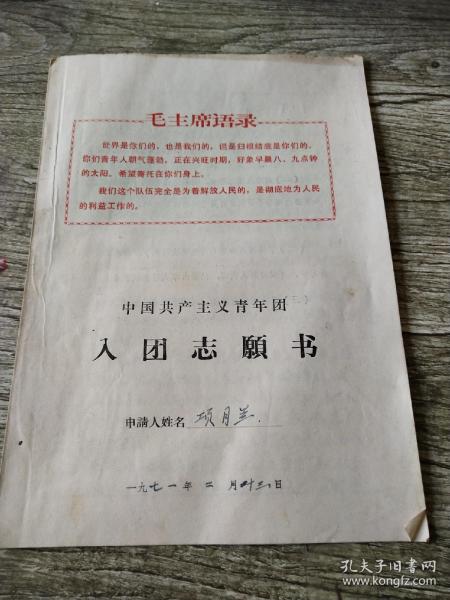 毛主席语录
世界是你们的,也是我们的,但是归根结底是你们的。
你们青年人朝气蓬勃,正在兴旺时期,好象早晨八、九点钟
的太阳。希望寄托在你们身上。
我们这个队伍完全是为着解放人民的,是彻底地为人民
的利益工作的。
中国共产主义青年团
入团志願书
申請人姓名 项月兰.
一九七一年二月廿三日
孔夫子旧书网
www.kongfz.com